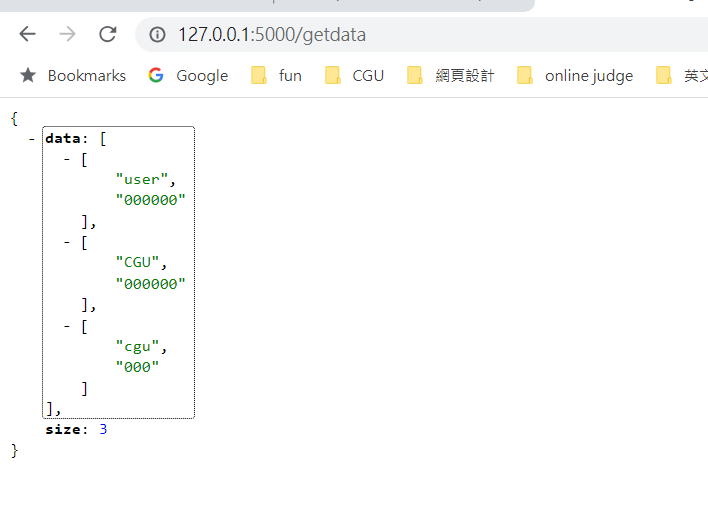 127.0.0.1:5000/getdata
Bookmarks Google fun CGU 網頁設計 online judge 英文
{
- data: [
- [
"user",
"000000"
],
- [
"CGU",
"000000"
],
- [
"cgu",
"000"
]
],
size: 3
}